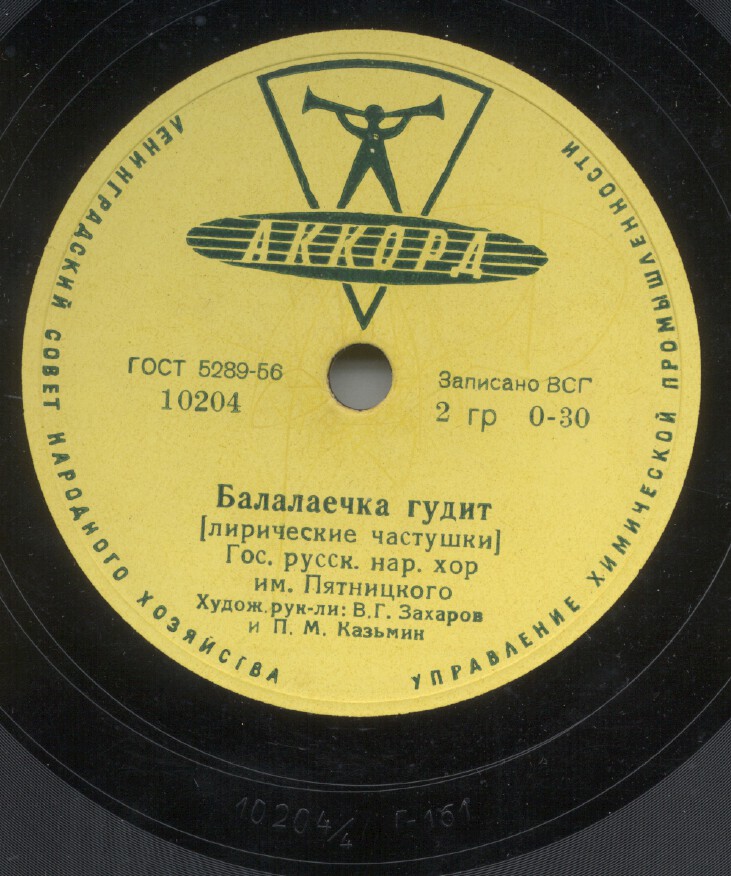 ЛЕНИНГРАДСКИЙ СОВЕТ НАРОДНОГО ХОЗЯЙСТВА
УПРАВЛЕНИЕ ХИМИЧЕСКОЙ ПРОМЫШЛЕННОСТИ
АККОРД
ГОСТ 5289-56
10204
Записано ВСГ
2 гр 0-30
Балалаечка гудит
[лирические частушки]
Гос. русск. нар. хор
им. Пятницкого
Худож.рук-ли: В.Г. Захаров
и П. М. Казьмин
10204/4 Г-161